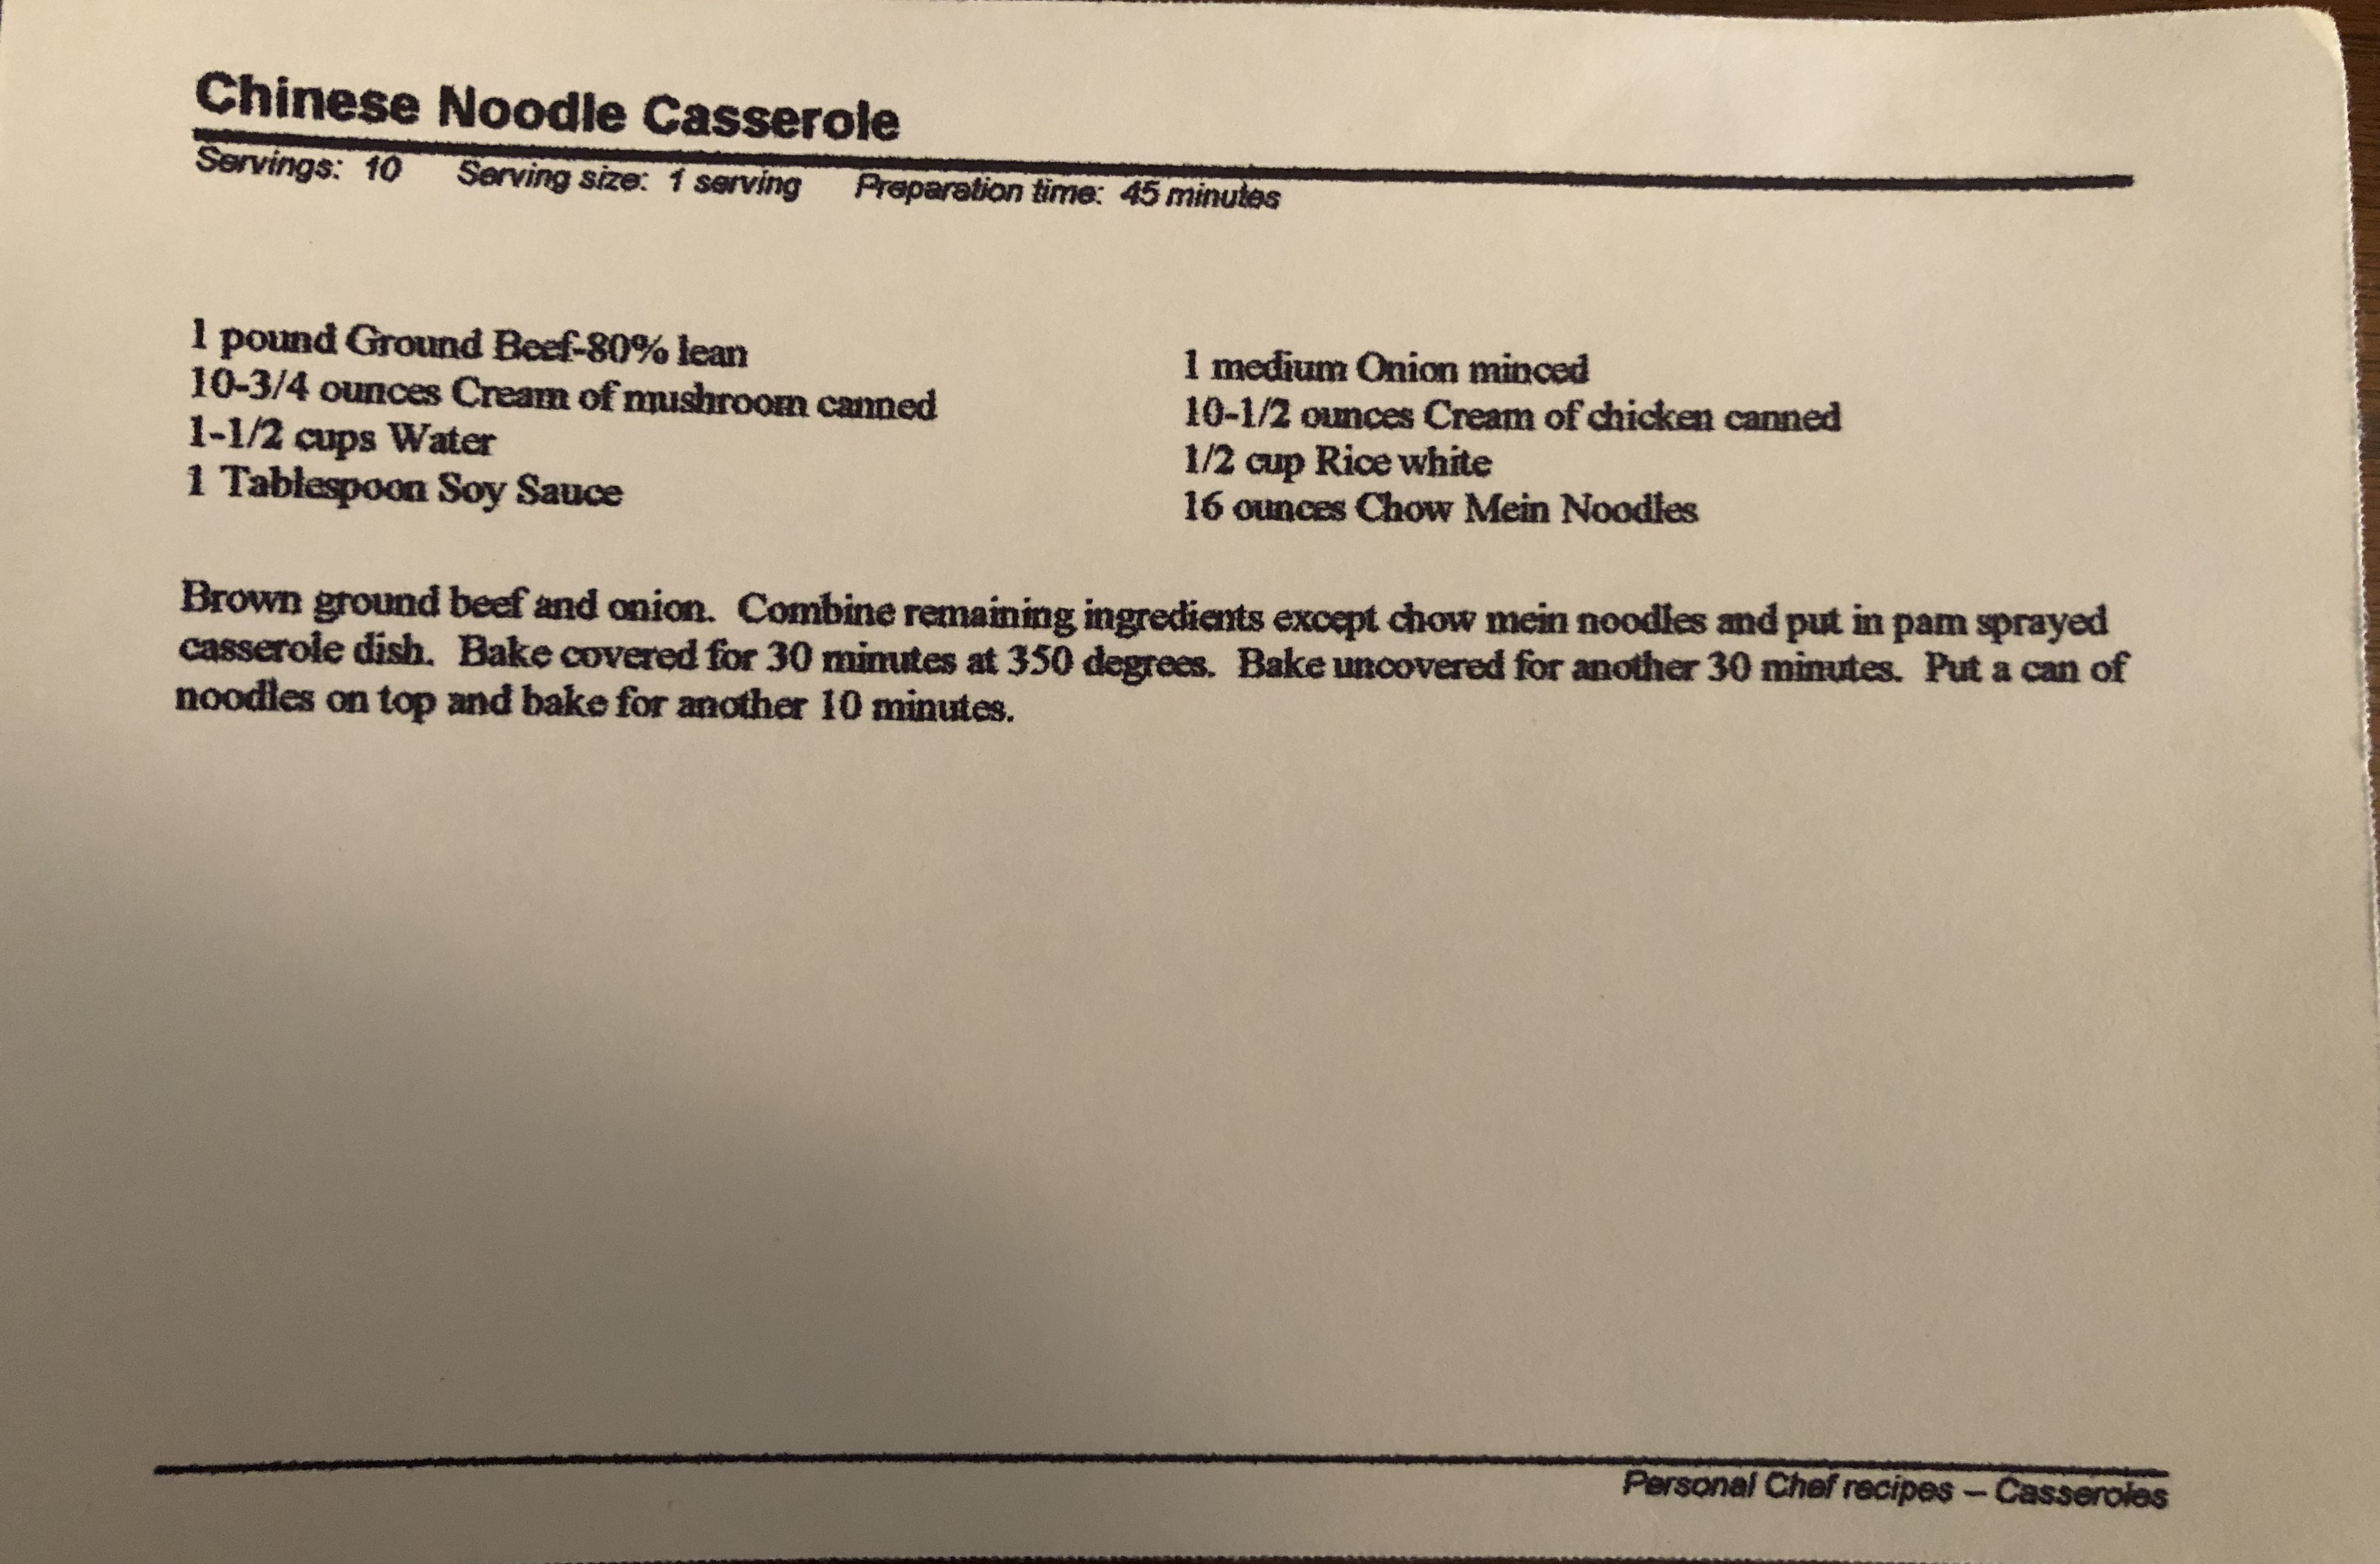 Chinese Noodle Casserole
Servings: 10 Serving size: 1 serving Preparation time: 45 minutes
1 pound Ground Beef-80% lean
10-3/4 ounces Cream of mushroom canned
1-1/2 cups Water
1 Tablespoon Soy Sauce
1 medium Onion minced
10-1/2 ounces Cream of chicken canned
1/2 cup Rice white
16 ounces Chow Mein Noodles
Brown ground beef and onion. Combine remaining ingredients except chow mein noodles and put in pam sprayed
casserole dish. Bake covered for 30 minutes at 350 degrees. Bake uncovered for another 30 minutes. Put a can of
noodles on top and bake for another 10 minutes.
Personal Chef recipes – Casseroles